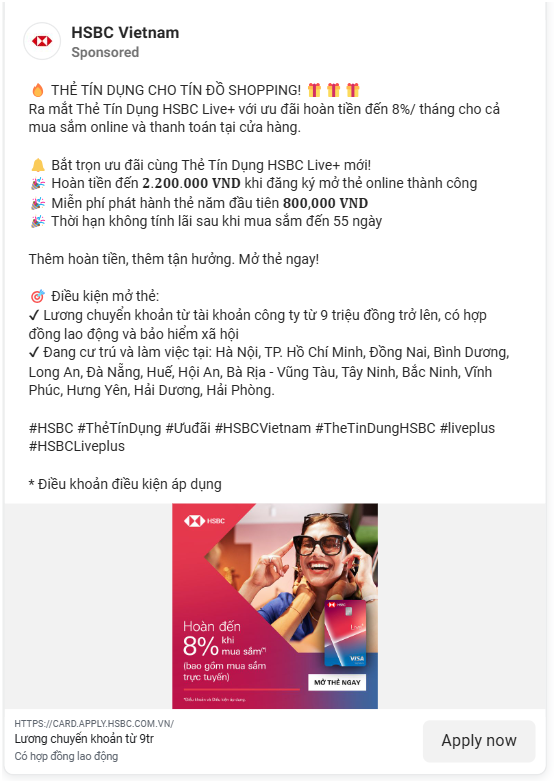 HSBC Vietnam
Sponsored
🔥 THẺ TÍN DỤNG CHO TÍN ĐỒ SHOPPING! 🎁 🎁 🎁
Ra mắt Thẻ Tín Dụng HSBC Live+ với ưu đãi hoàn tiền đến 8%/ tháng cho cả
mua sắm online và thanh toán tại cửa hàng.
🔔 Bắt trọn ưu đãi cùng Thẻ Tín Dụng HSBC Live+ mới!
🎉 Hoàn tiền đến 2.200.000 VND khi đăng ký mở thẻ online thành công
🎉 Miễn phí phát hành thẻ năm đầu tiên 800,000 VND
🎉 Thời hạn không tính lãi sau khi mua sắm đến 55 ngày
Thêm hoàn tiền, thêm tận hưởng. Mở thẻ ngay!
🎯 Điều kiện mở thẻ:
✓ Lương chuyển khoản từ tài khoản công ty từ 9 triệu đồng trở lên, có hợp
đồng lao động và bảo hiểm xã hội
✓ Đang cư trú và làm việc tại: Hà Nội, TP. Hồ Chí Minh, Đồng Nai, Bình Dương,
Long An, Đà Nẵng, Huế, Hội An, Bà Rịa - Vũng Tàu, Tây Ninh, Bắc Ninh, Vĩnh
Phúc, Hưng Yên, Hải Dương, Hải Phòng.
#HSBC #ThẻTínDụng #Ưuđãi #HSBCVietnam #TheTinDungHSBC #liveplus
#HSBCLiveplus
* Điều khoản điều kiện áp dụng
HSBC
Hoàn đến
8% khi
mua sắm(*)
(bao gồm mua sắm
trực tuyến)
HSBC
Live+
VISA
MỞ THẺ NGAY
*Điều khoản và Điều kiện áp dụng.
HTTPS://CARD.APPLY.HSBC.COM.VN/
Lương chuyển khoản từ 9tr
Có hợp đồng lao động
Apply now